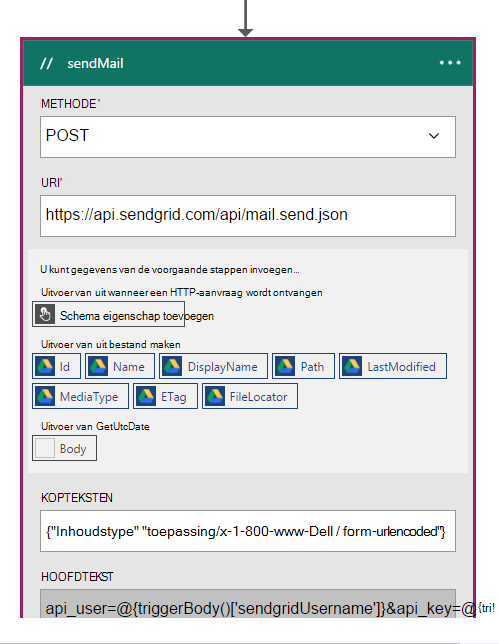 // sendMail ...
METHODE'
POST
URI'
https://api.sendgrid.com/api/mail.send.json
U kunt gegevens van de voorgaande stappen invoegen...
Uitvoer van uit wanneer een HTTP-aanvraag wordt ontvangen
Schema eigenschap toevoegen
Uitvoer van uit bestand maken
Id Name DisplayName Path LastModified
MediaType ETag FileLocator
Uitvoer van GetUtcDate
Body
KOPTEKSTEN
{"Inhoudstype" "toepassing/x-1-800-www-Dell / form-urlencoded"}
HOOFDTEKST
api_user=@{triggerBody()['sendgridUsername']}&api_key=@{tri!